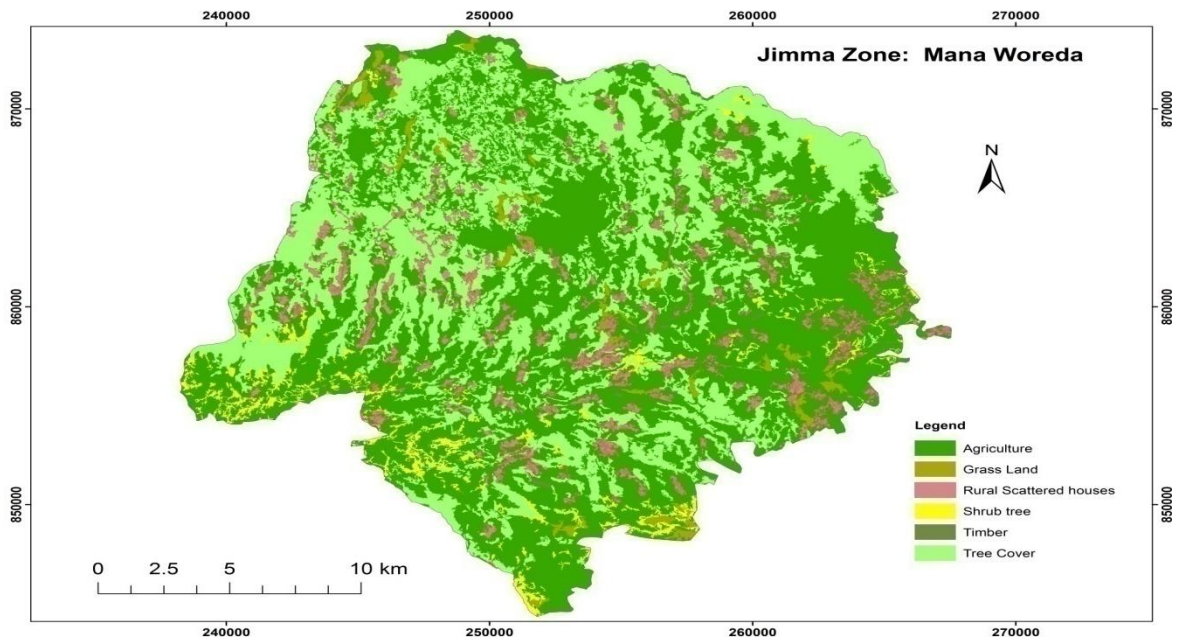 240000 250000 260000 270000
Jimma Zone: Mana Woreda
870000 870000
N
860000 860000
Legend
Agriculture
Grass Land
Rural Scattered houses
850000 850000
Shrub tree
Timber
Tree Cover
0 2.5 5 10 km
240000 250000 260000 270000